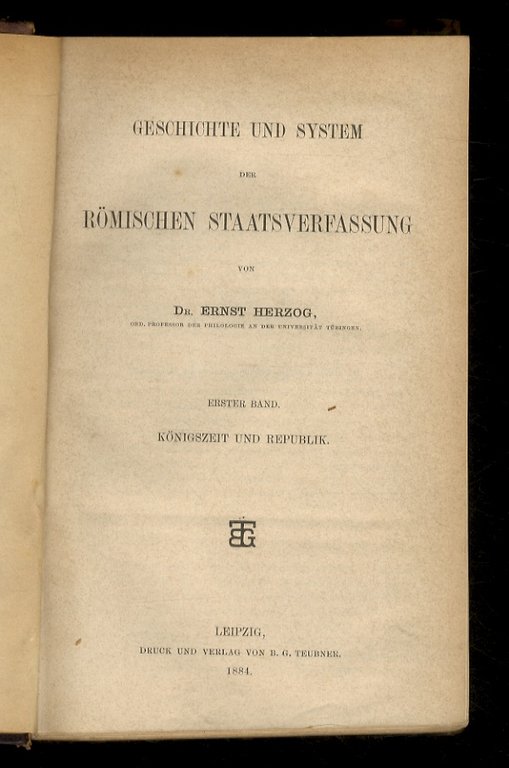 GESCHICHTE UND SYSTEM
DER
RÖMISCHEN STAATSVERFASSUNG
VON
DR. ERNST HERZOG,
ORD. PROFESSOR DER PHILOLOGIE AN DER UNIVERSITÄT TÜBINGEN.
ERSTER BAND.
KÖNIGSZEIT UND REPUBLIK.
BTG
LEIPZIG,
DRUCK UND VERLAG VON B. G. TEUBNER.
1884.